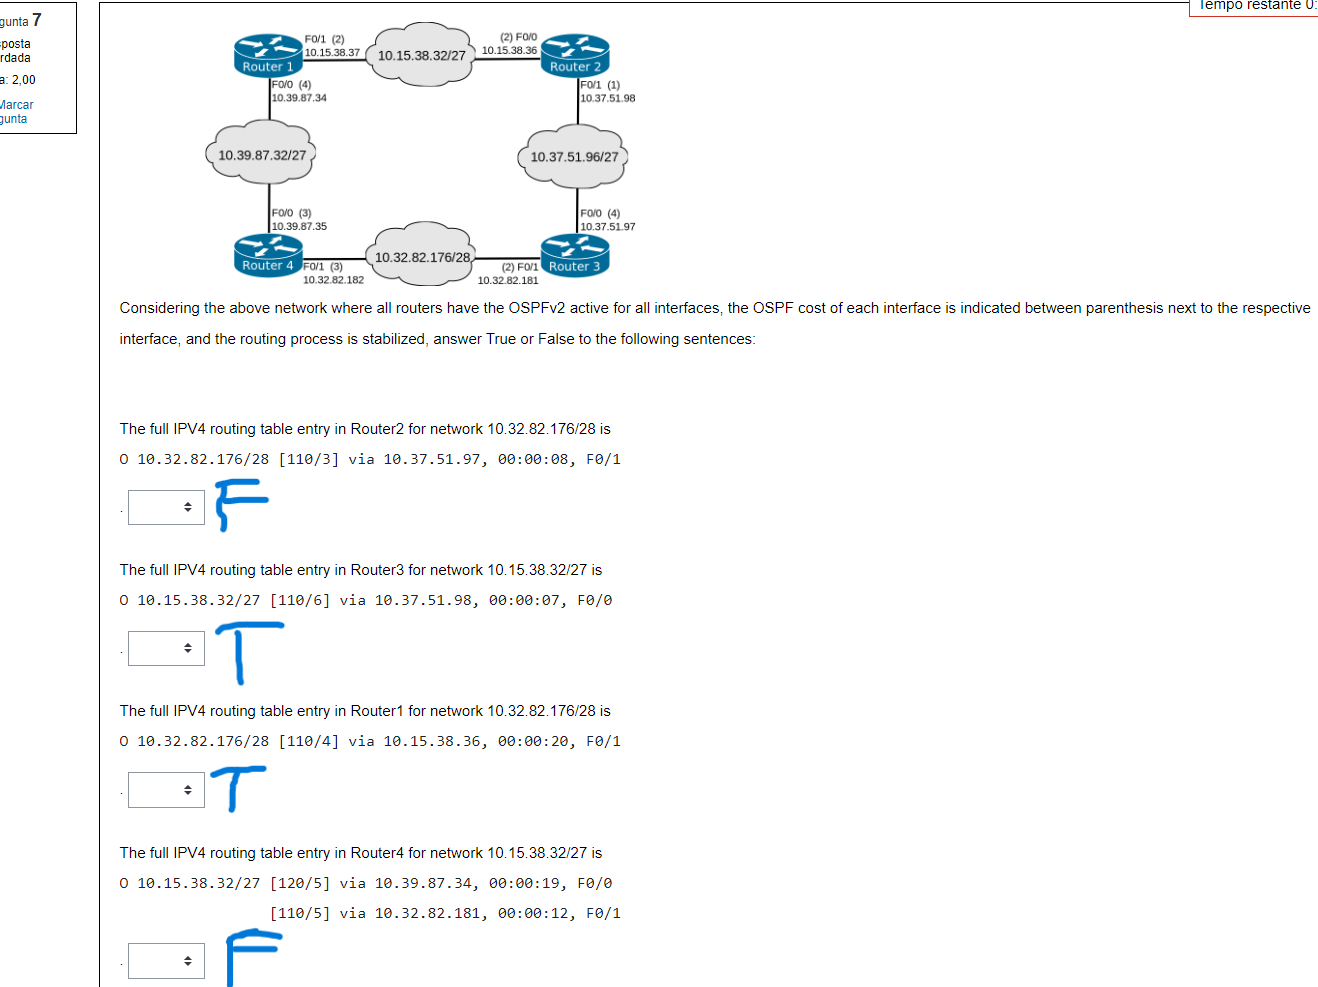 Tempo restante 0:
gunta 7
posta
rdada
a: 2,00
Marcar
gunta
F0/1 (2)
10.15.38.37
Router 1
10.15.38.32/27
(2) F0/0
10.15.38.36
Router 2
F0/0 (4)
10.39.87.34
F0/1 (1)
10.37.51.98
10.39.87.32/27
10.37.51.96/27
F0/0 (3)
10.39.87.35
F0/0 (4)
10.37.51.97
Router 4
F0/1 (3)
10.32.82.182
10.32.82.176/28
(2) F0/1
10.32.82.181
Router 3
Considering the above network where all routers have the OSPFv2 active for all interfaces, the OSPF cost of each interface is indicated between parenthesis next to the respective
interface, and the routing process is stabilized, answer True or False to the following sentences:
The full IPV4 routing table entry in Router2 for network 10.32.82.176/28 is
O 10.32.82.176/28 [110/3] via 10.37.51.97, 00:00:08, F0/1
. F
The full IPV4 routing table entry in Router3 for network 10.15.38.32/27 is
O 10.15.38.32/27 [110/6] via 10.37.51.98, 00:00:07, F0/0
. T
The full IPV4 routing table entry in Router1 for network 10.32.82.176/28 is
O 10.32.82.176/28 [110/4] via 10.15.38.36, 00:00:20, F0/1
. T
The full IPV4 routing table entry in Router4 for network 10.15.38.32/27 is
O 10.15.38.32/27 [120/5] via 10.39.87.34, 00:00:19, F0/0
[110/5] via 10.32.82.181, 00:00:12, F0/1
. F